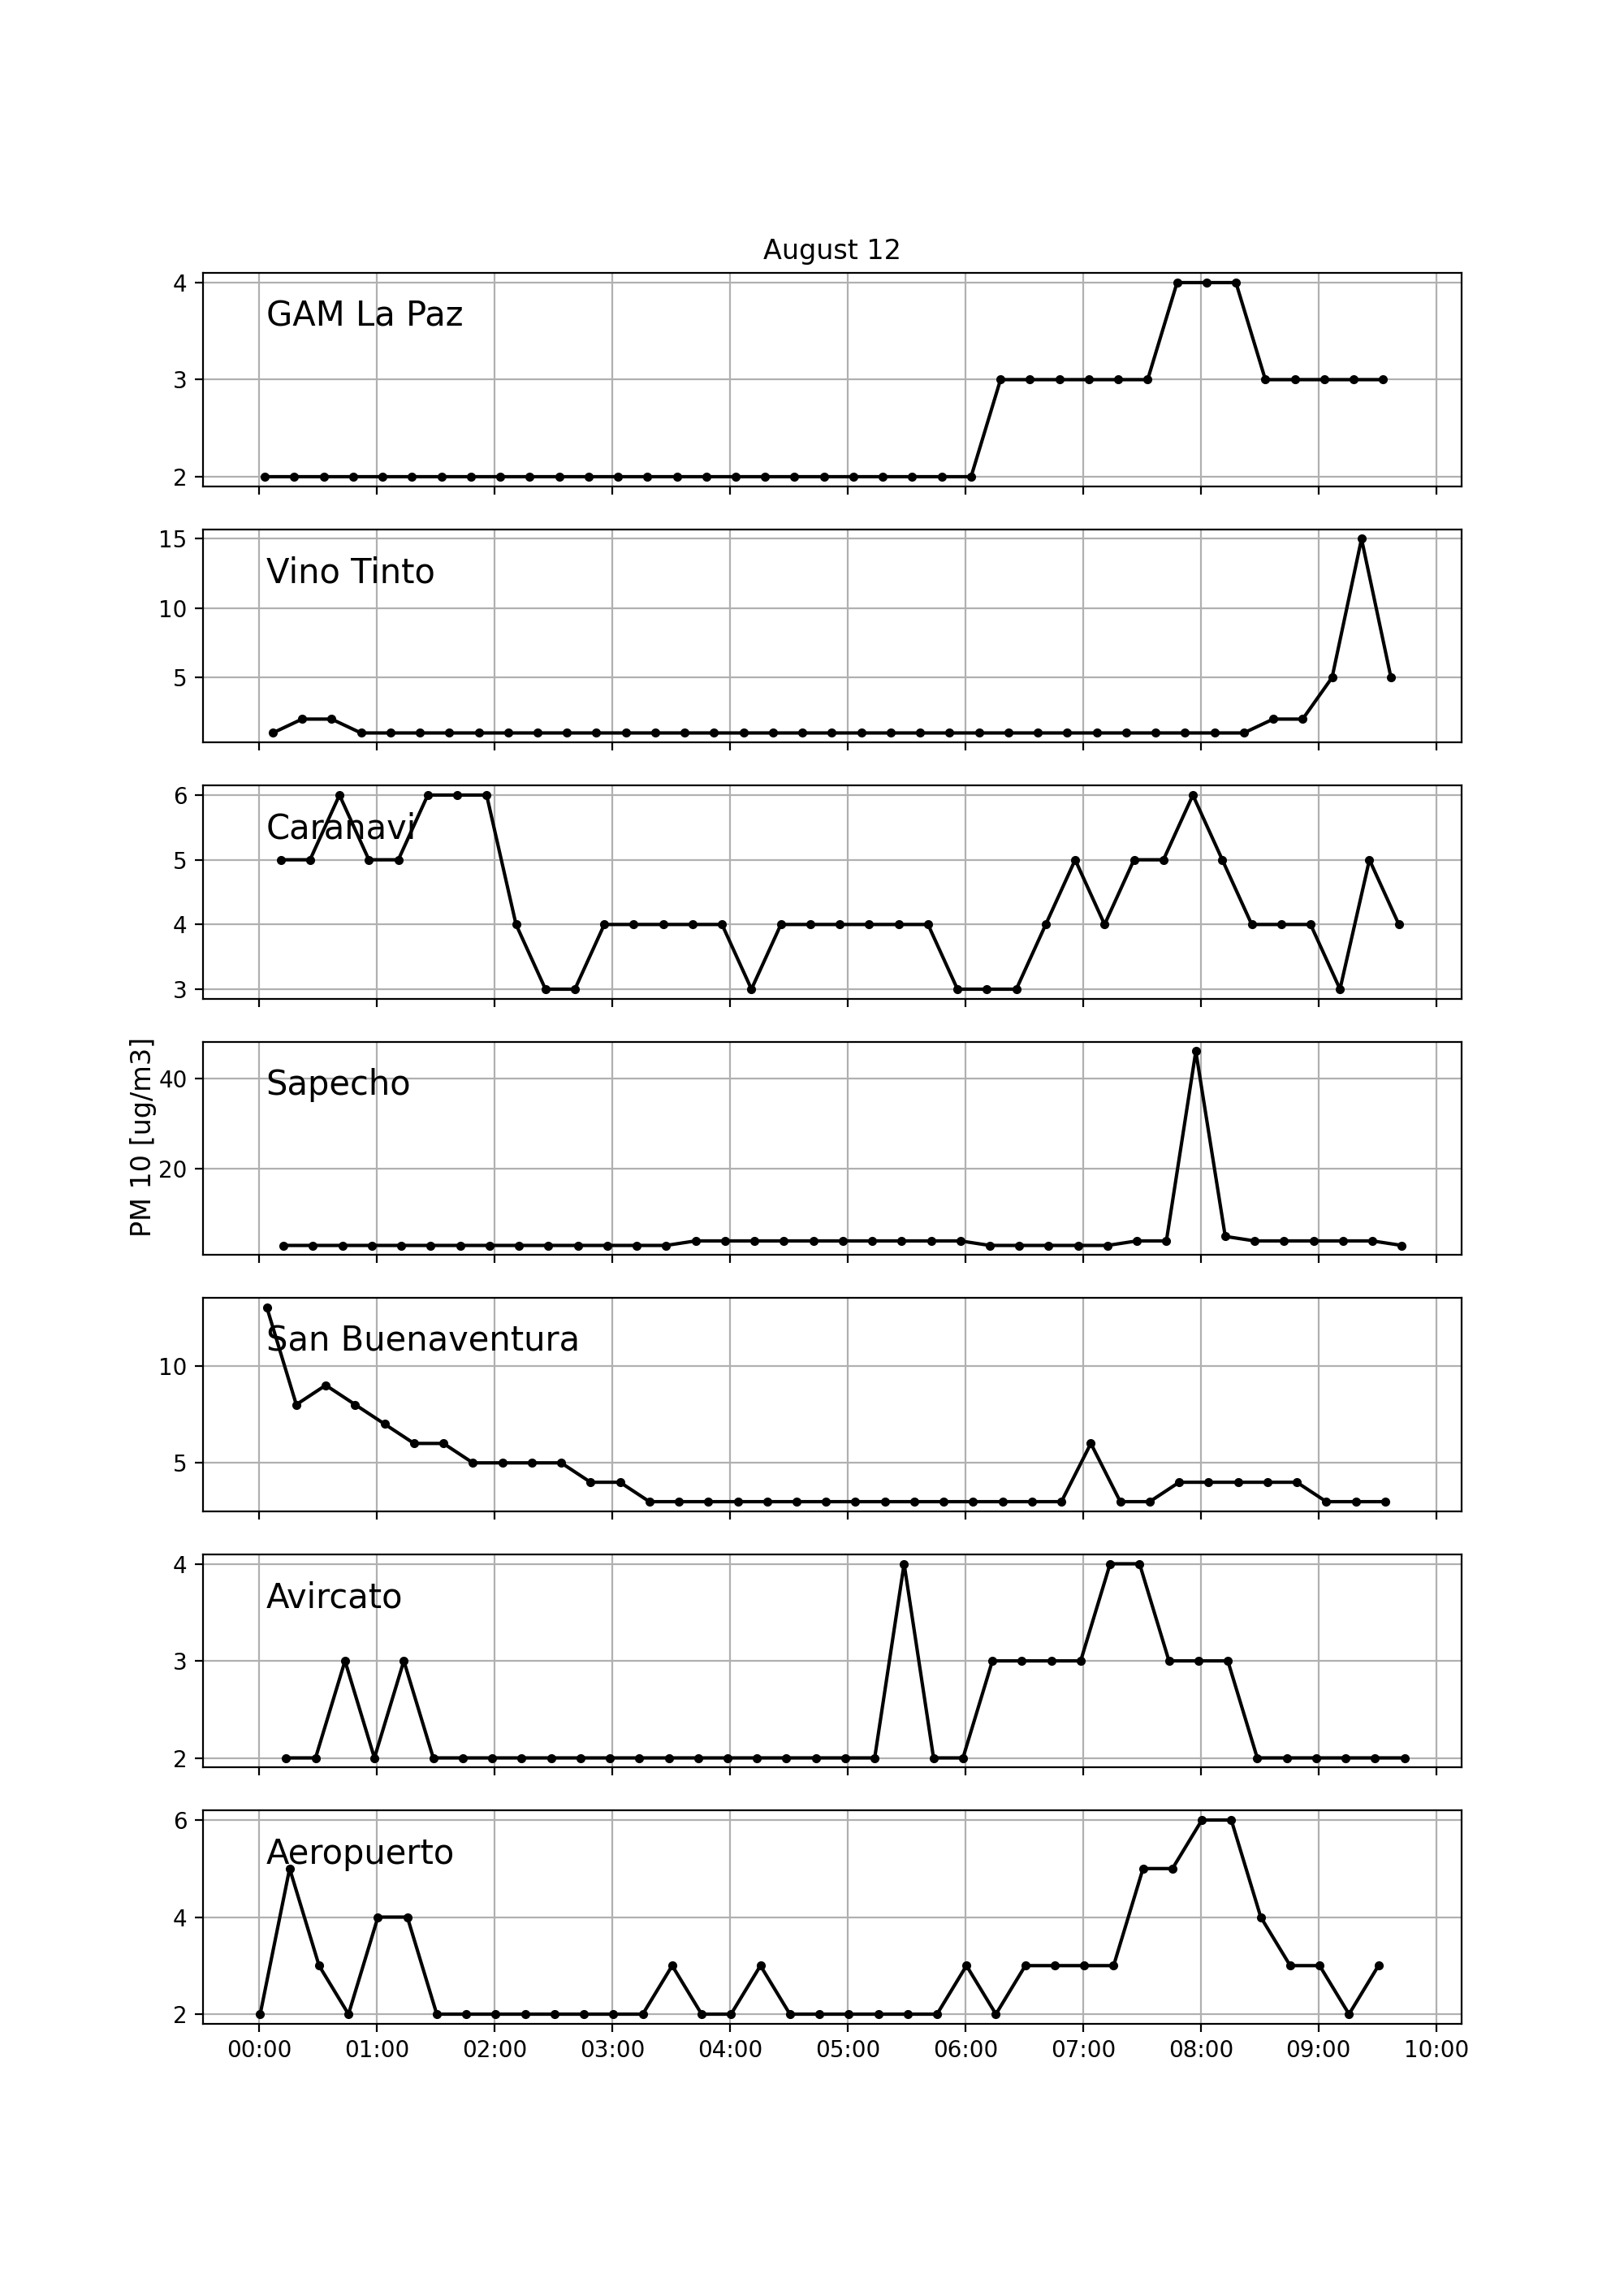 August 12
4
GAM La Paz
3
2
15
Vino Tinto
10
5
6
Caranavi
5
4
3
PM 10 [ug/m3]
40
Sapecho
20
San Buenaventura
10
5
4
Avircato
3
2
6
Aeropuerto
4
2
00:00 01:00 02:00 03:00 04:00 05:00 06:00 07:00 08:00 09:00 10:00